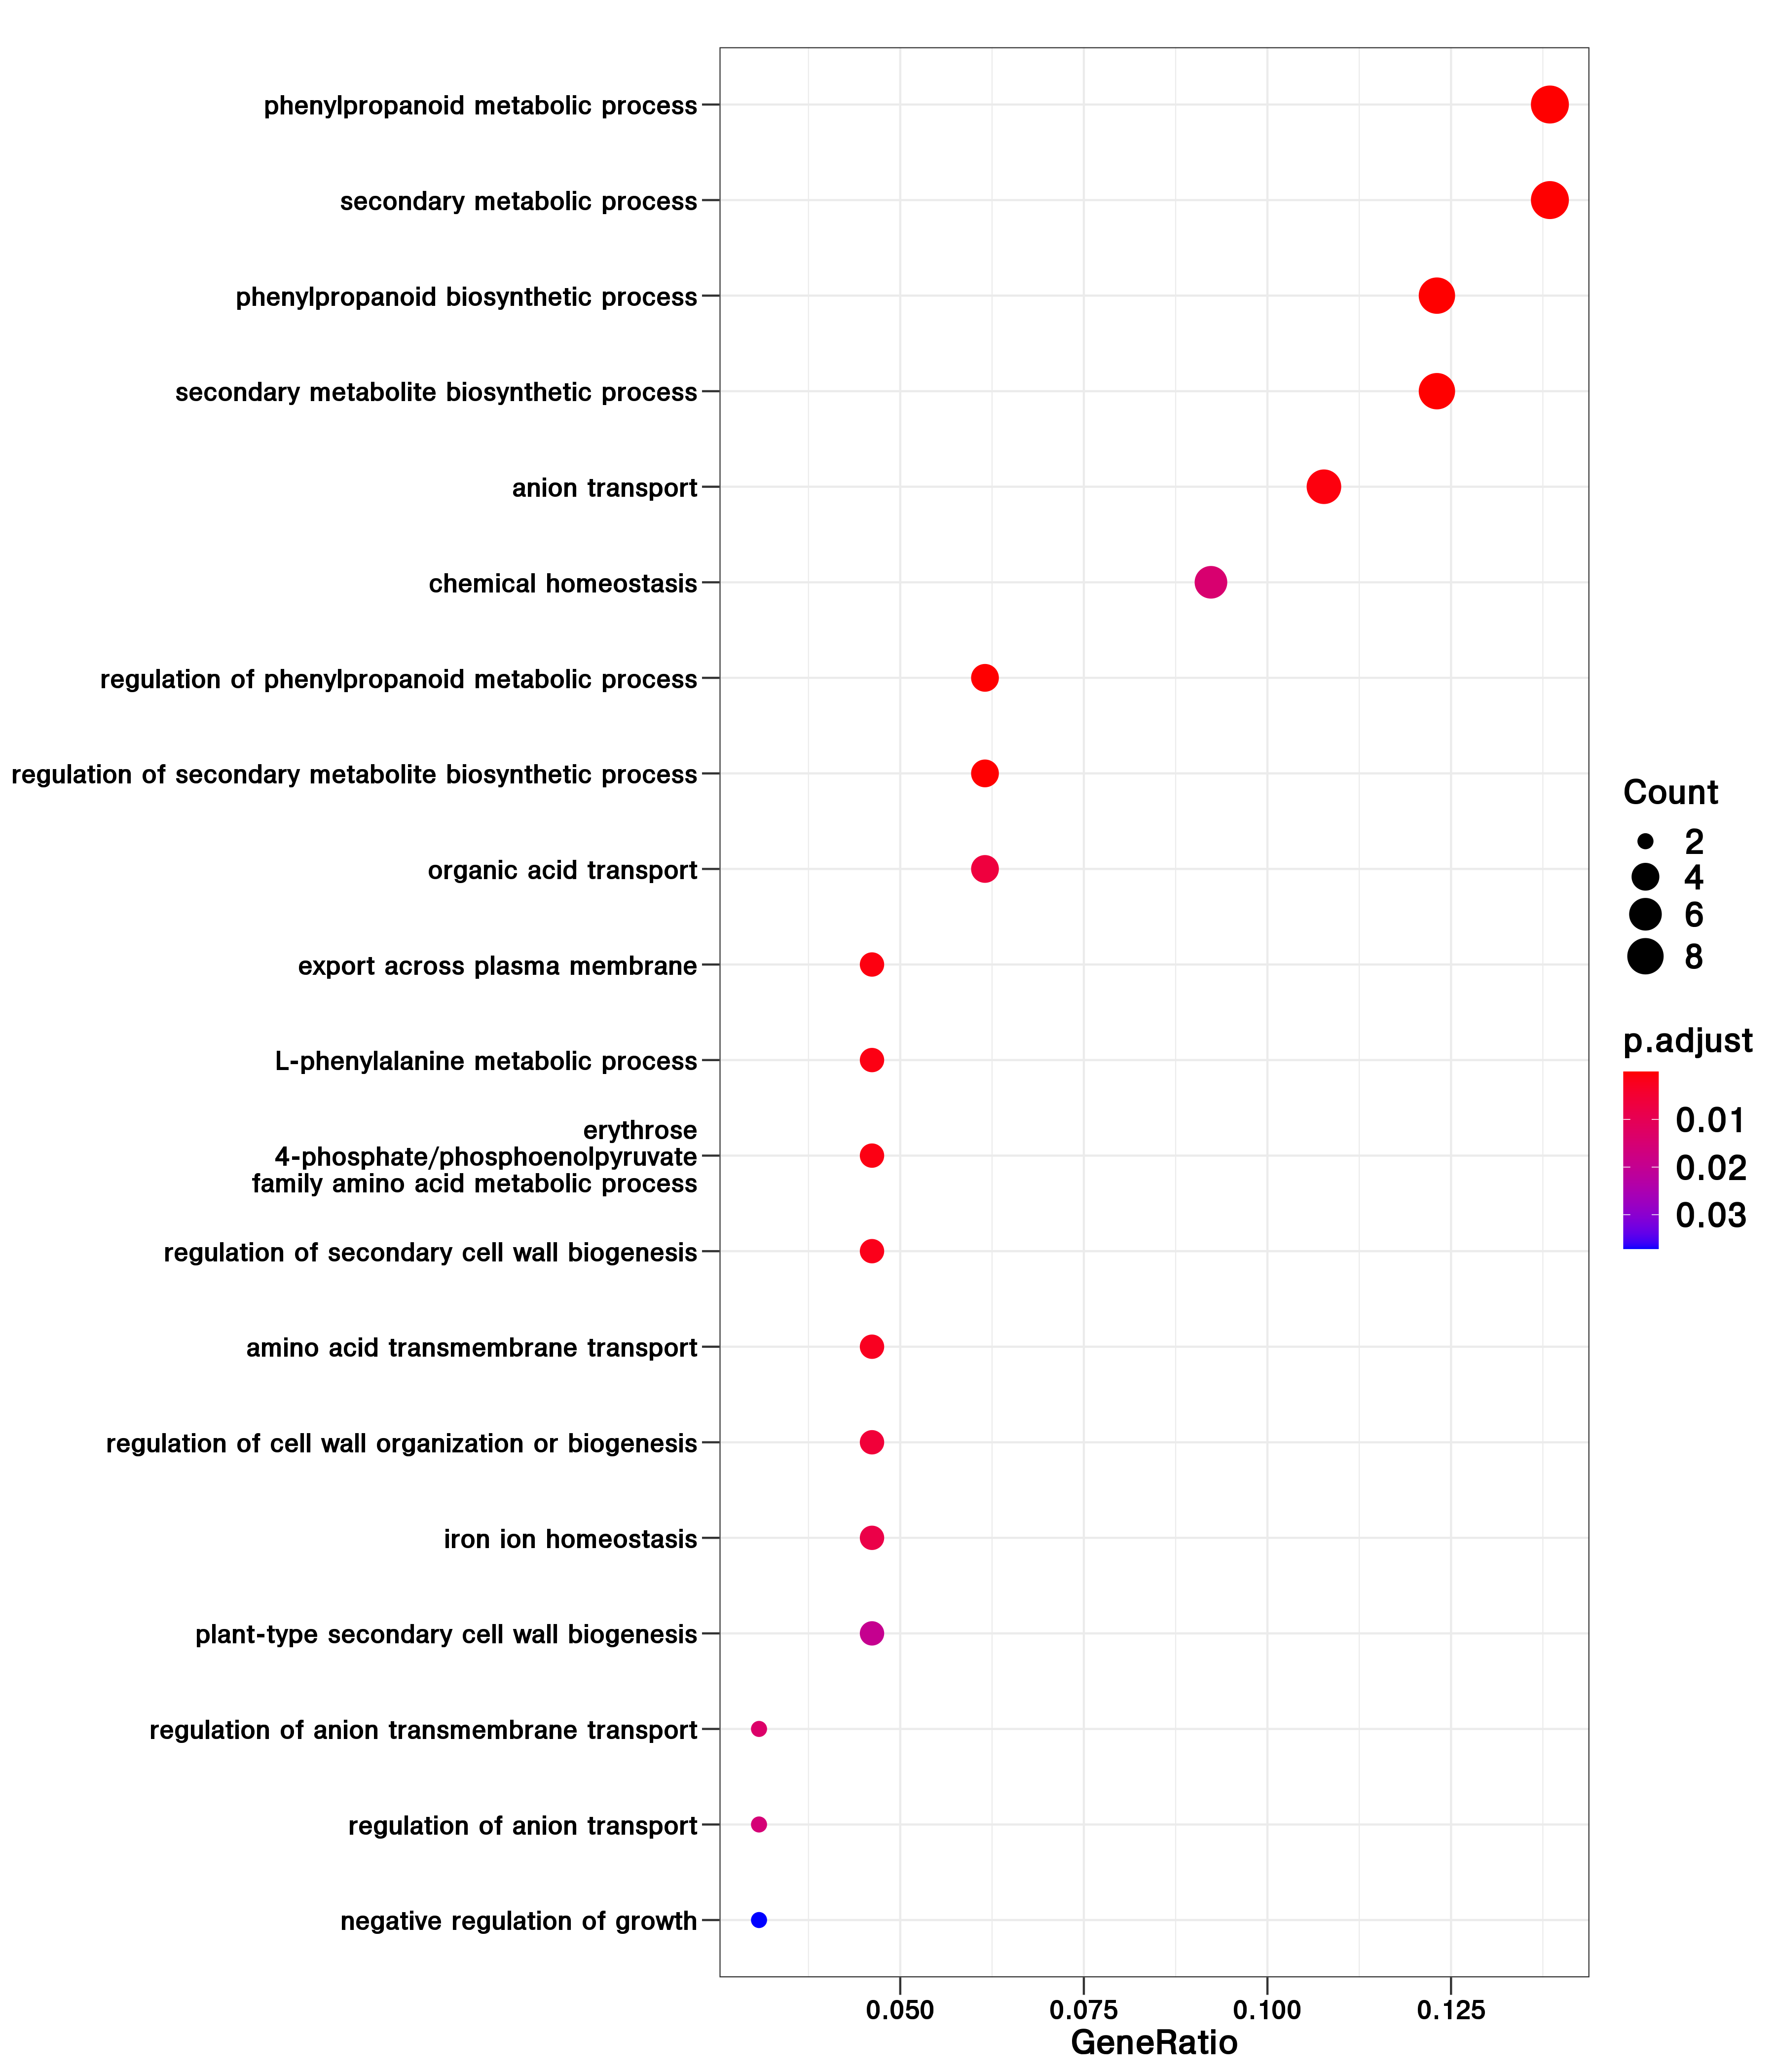 phenylpropanoid metabolic process
secondary metabolic process
phenylpropanoid biosynthetic process
secondary metabolite biosynthetic process
anion transport
chemical homeostasis
regulation of phenylpropanoid metabolic process
regulation of secondary metabolite biosynthetic process
organic acid transport
export across plasma membrane
L-phenylalanine metabolic process
erythrose
4-phosphate/phosphoenolpyruvate
family amino acid metabolic process
regulation of secondary cell wall biogenesis
amino acid transmembrane transport
regulation of cell wall organization or biogenesis
iron ion homeostasis
plant-type secondary cell wall biogenesis
regulation of anion transmembrane transport
regulation of anion transport
negative regulation of growth
0.050 0.075 0.100 0.125
GeneRatio
Count
2
4
6
8
p.adjust
0.01
0.02
0.03